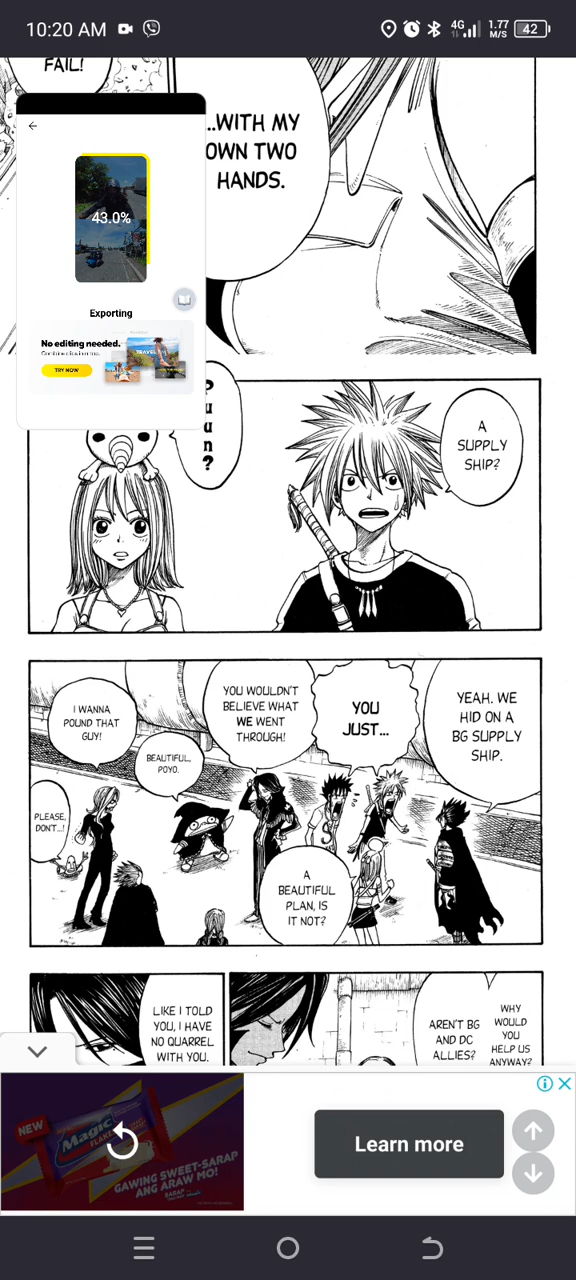 10:20 AM
4G
1.77
M/S
42
FAIL!
..WITH MY
OWN TWO
HANDS.
43.0%
Exporting
No editing needed.
TRAVEL
TRY NOW
P
u
u
n
?
A
SUPPLY
SHIP?
I WANNA
POUND THAT
GUY!
BEAUTIFUL,
POYO.
YOU WOULDN'T
BELIEVE WHAT
WE WENT
THROUGH!
YOU
JUST...
YEAH. WE
HID ON A
BG SUPPLY
SHIP.
PLEASE,
DON'T...!
A
BEAUTIFUL
PLAN, IS
IT NOT?
LIKE I TOLD
YOU, I HAVE
NO QUARREL
WITH YOU.
AREN'T BG
AND DC
ALLIES?
WHY
WOULD
YOU
HELP US
ANYWAY?
NEW
Magic
FLAKES
GAWING SWEET-SARAP
ANG ARAW MO!
SARAP
Learn more